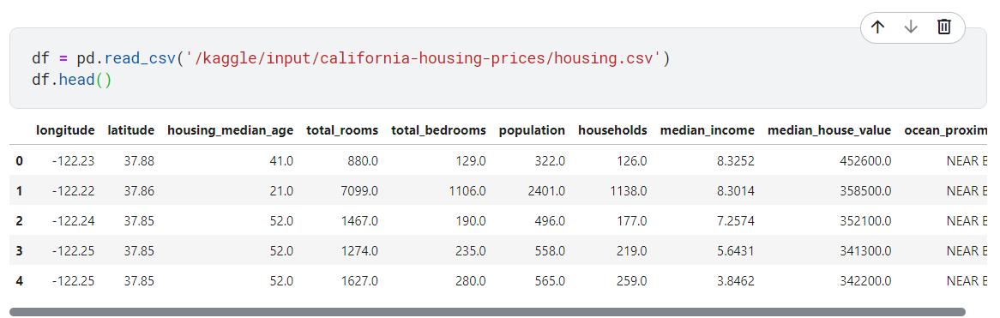 df = pd.read_csv('/kaggle/input/california-housing-prices/housing.csv')
df.head()
longitude latitude housing_median_age total_rooms total_bedrooms population households median_income median_house_value ocean_proxim
0 -122.23 37.88 41.0 880.0 129.0 322.0 126.0 8.3252 452600.0 NEAR B
1 -122.22 37.86 21.0 7099.0 1106.0 2401.0 1138.0 8.3014 358500.0 NEAR B
2 -122.24 37.85 52.0 1467.0 190.0 496.0 177.0 7.2574 352100.0 NEAR B
3 -122.25 37.85 52.0 1274.0 235.0 558.0 219.0 5.6431 341300.0 NEAR B
4 -122.25 37.85 52.0 1627.0 280.0 565.0 259.0 3.8462 342200.0 NEAR B